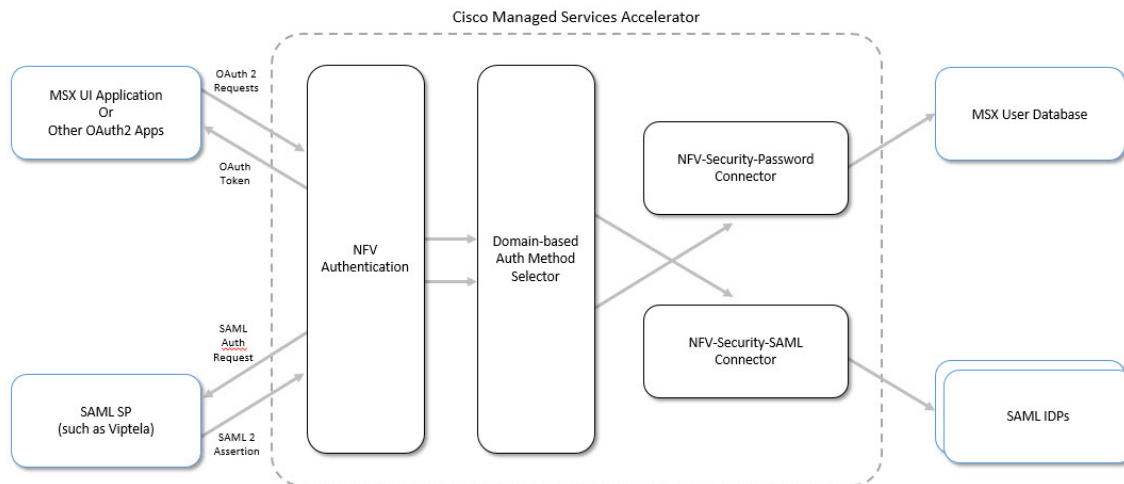 Cisco Managed Services Accelerator
MSX UI Application
Or
Other OAuth2 Apps
OAuth 2
Requests
OAuth
Token
NFV
Authentication
Domain-based
Auth Method
Selector
NFV-Security-Password
Connector
MSX User Database
SAML
Auth
Request
SAML SP
(such as Viptela)
SAML 2
Assertion
NFV-Security-SAML
Connector
SAML IDPs